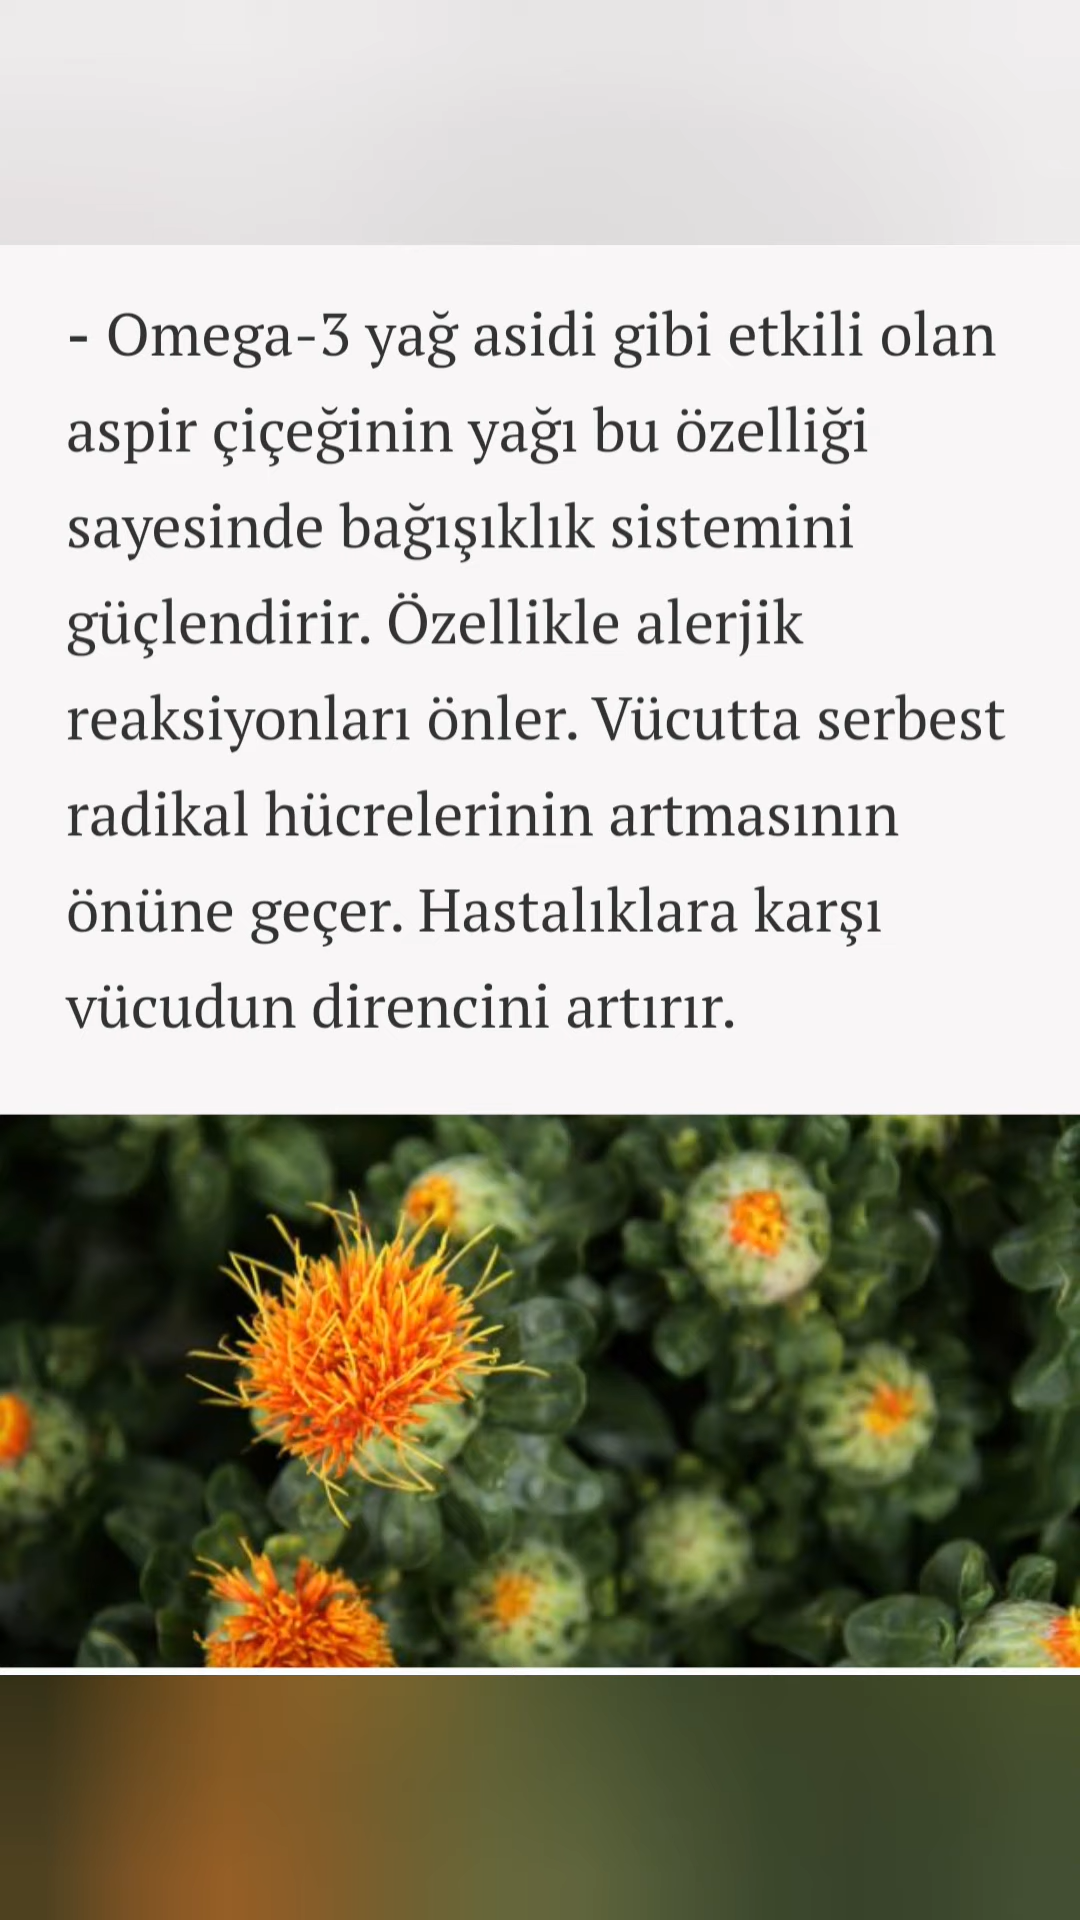 - Omega-3 yağ asidi gibi etkili olan
aspir çiçeğinin yağı bu özelliği
sayesinde bağışıklık sistemini
güçlendirir. Özellikle alerjik
reaksiyonları önler. Vücutta serbest
radikal hücrelerinin artmasının
önüne geçer. Hastalıklara karşı
vücudun direncini artırır.